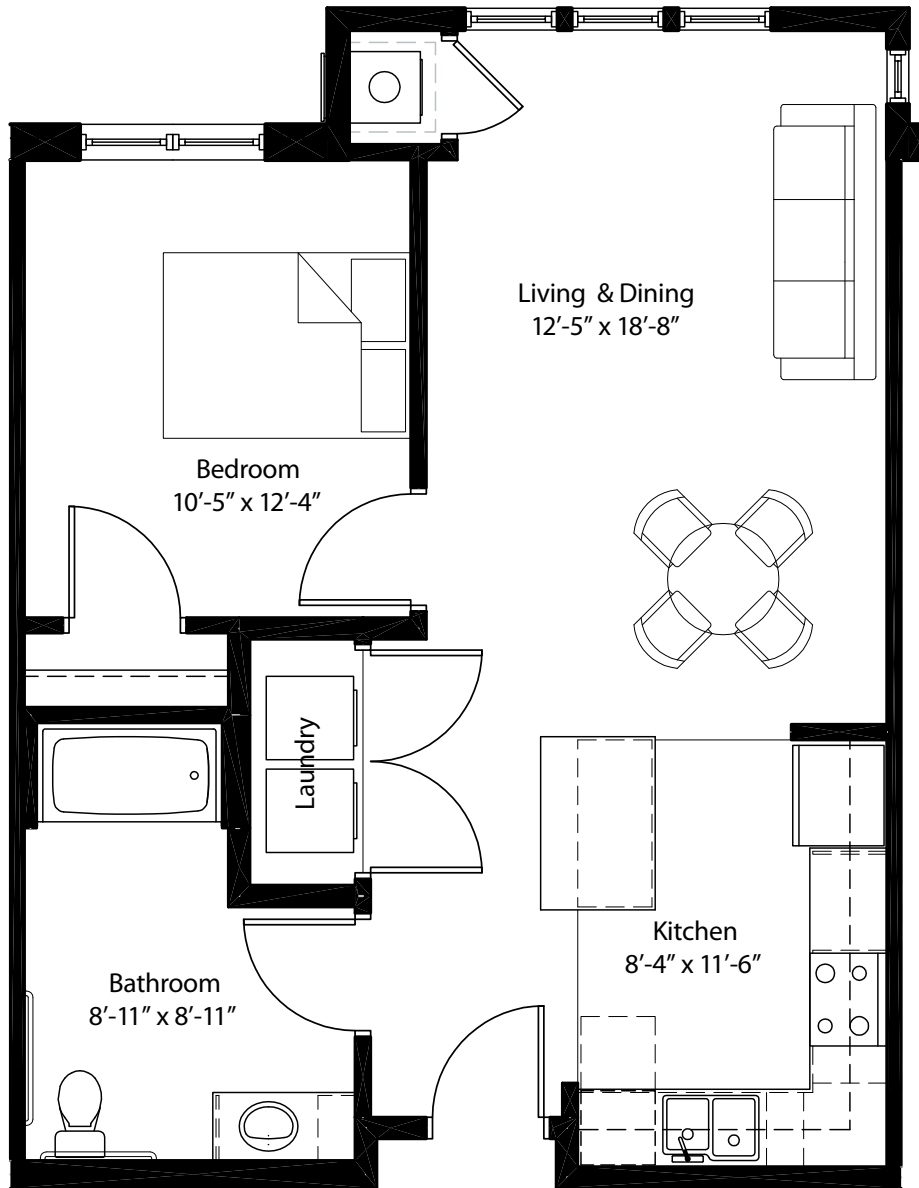 Living & Dining
12’-5” x 18’-8”
Bedroom
10’-5” x 12’-4”
Laundry
Kitchen
8’-4” x 11’-6”
Bathroom
8’-11” x 8’-11”